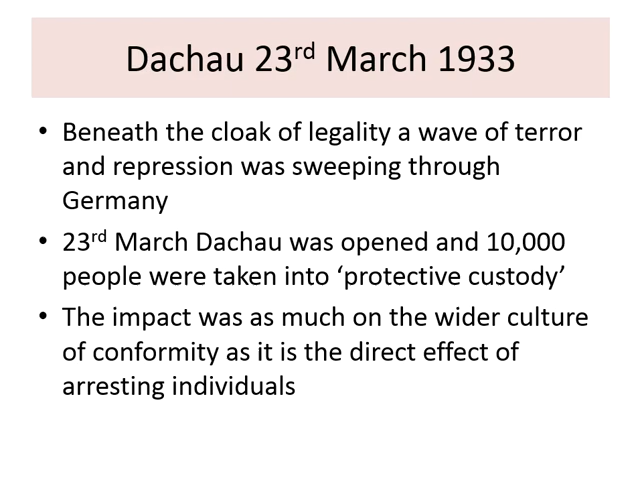 Dachau 23rd March 1933
• Beneath the cloak of legality a wave of terror
and repression was sweeping through
Germany
• 23rd March Dachau was opened and 10,000
people were taken into ‘protective custody’
• The impact was as much on the wider culture
of conformity as it is the direct effect of
arresting individuals